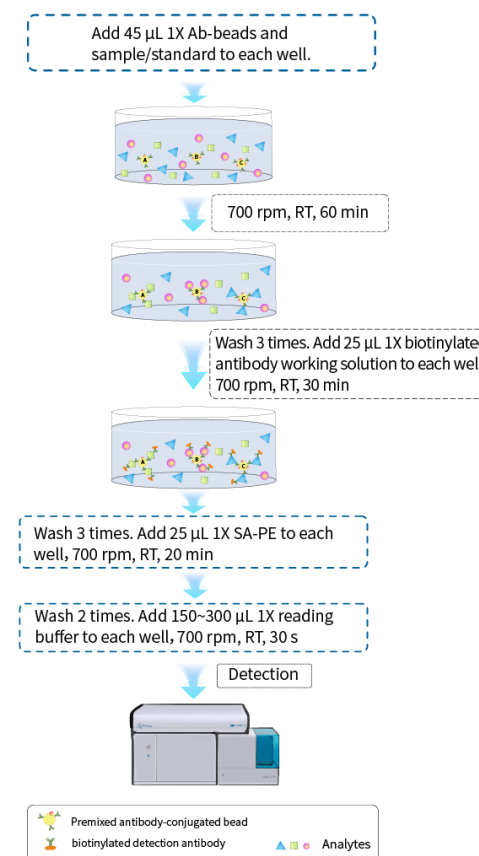 Add 45 µL 1X Ab-beads and
sample/standard to each well.
A
B
C
700 rpm, RT, 60 min
A
B
C
Wash 3 times. Add 25 µL 1X biotinylate
antibody working solution to each wel
700 rpm, RT, 30 min
A
B
C
Wash 3 times. Add 25 µL 1X SA-PE to each
well, 700 rpm, RT, 20 min
Wash 2 times. Add 150~300 µL 1X reading
buffer to each well, 700 rpm, RT, 30 s
Detection
Premixed antibody-conjugated bead
biotinylated detection antibody
Analytes